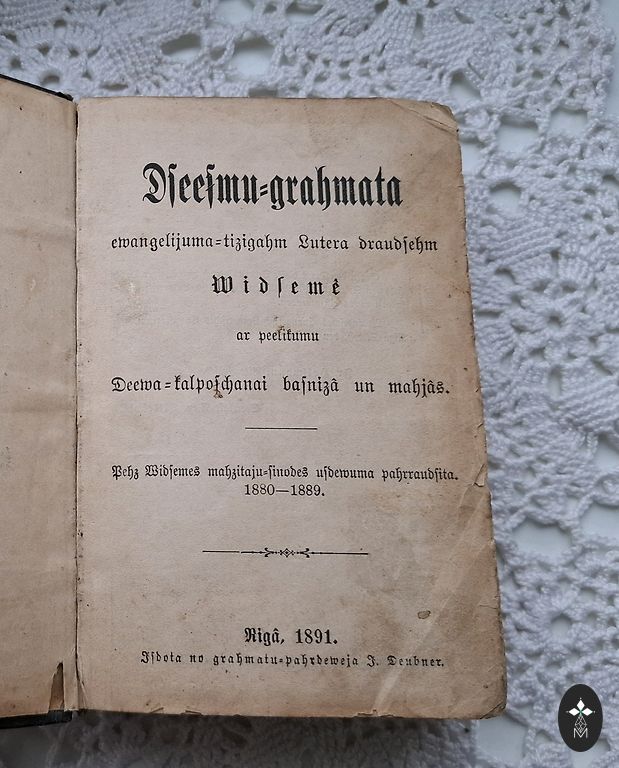 Dſeeſmu-grahmata
ewangelijuma-tizigahm Lutera draudſehm
Widſemê
ar peelikumu
Deewa-kalpoſchanai baſnizâ un mahjâs.
Pehz Widſemes mahzitaju-ſinodes uſdewuma pahrraudſita.
1880—1889.
Rigâ, 1891.
Iſdota no grahmatu-pahrdeweja J. Deubner.
M